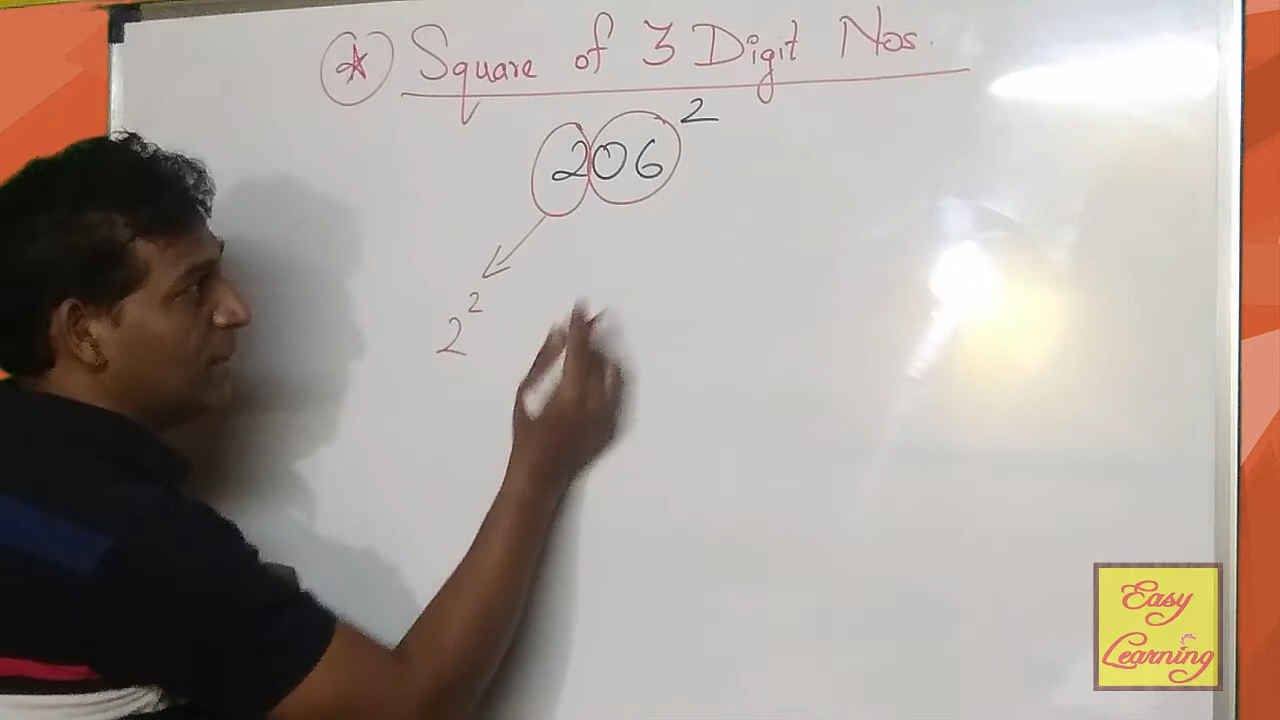 ★ Square of 3 Digit Nos.
206²
2²
Easy
Learning